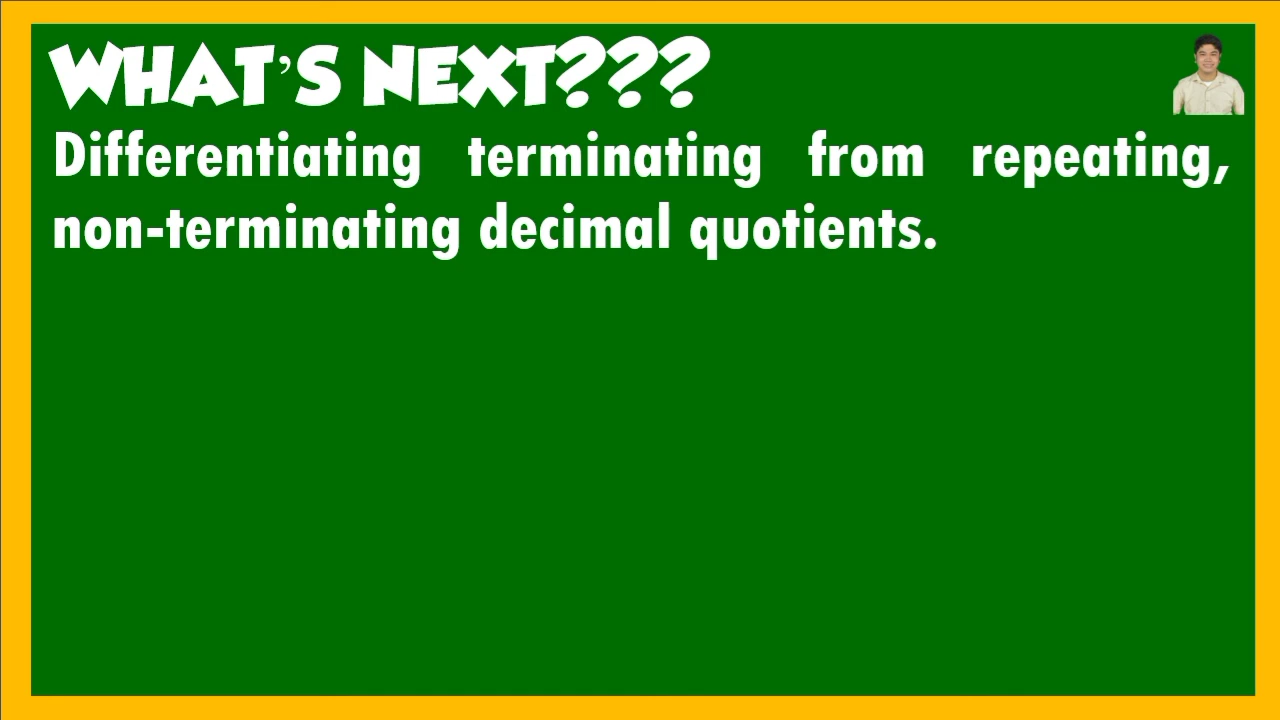 WHAT'S NEXT???
Differentiating terminating from repeating,
non-terminating decimal quotients.